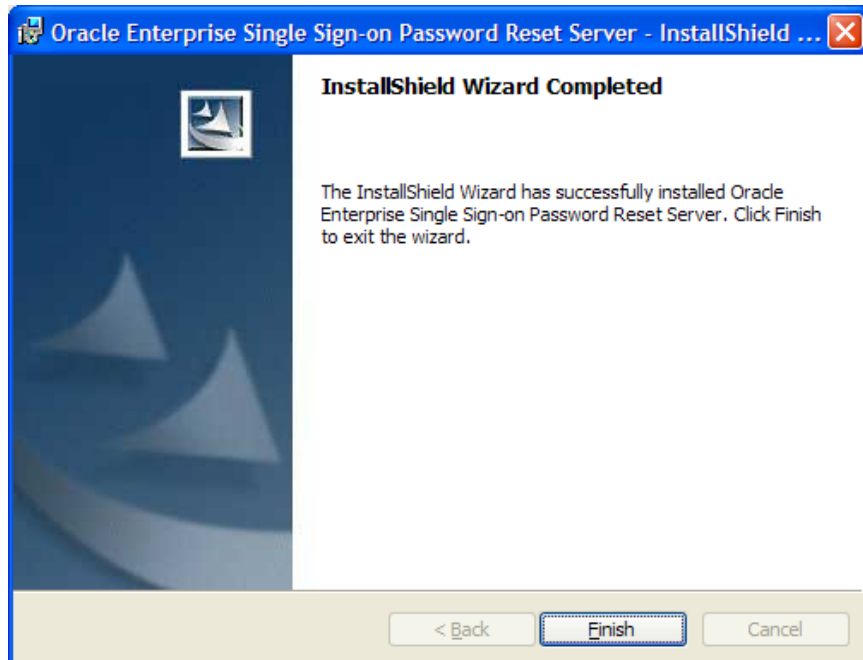 Oracle Enterprise Single Sign-on Password Reset Server - InstallShield ...
InstallShield Wizard Completed
The InstallShield Wizard has successfully installed Oracle
Enterprise Single Sign-on Password Reset Server. Click Finish
to exit the wizard.
< Back Finish Cancel